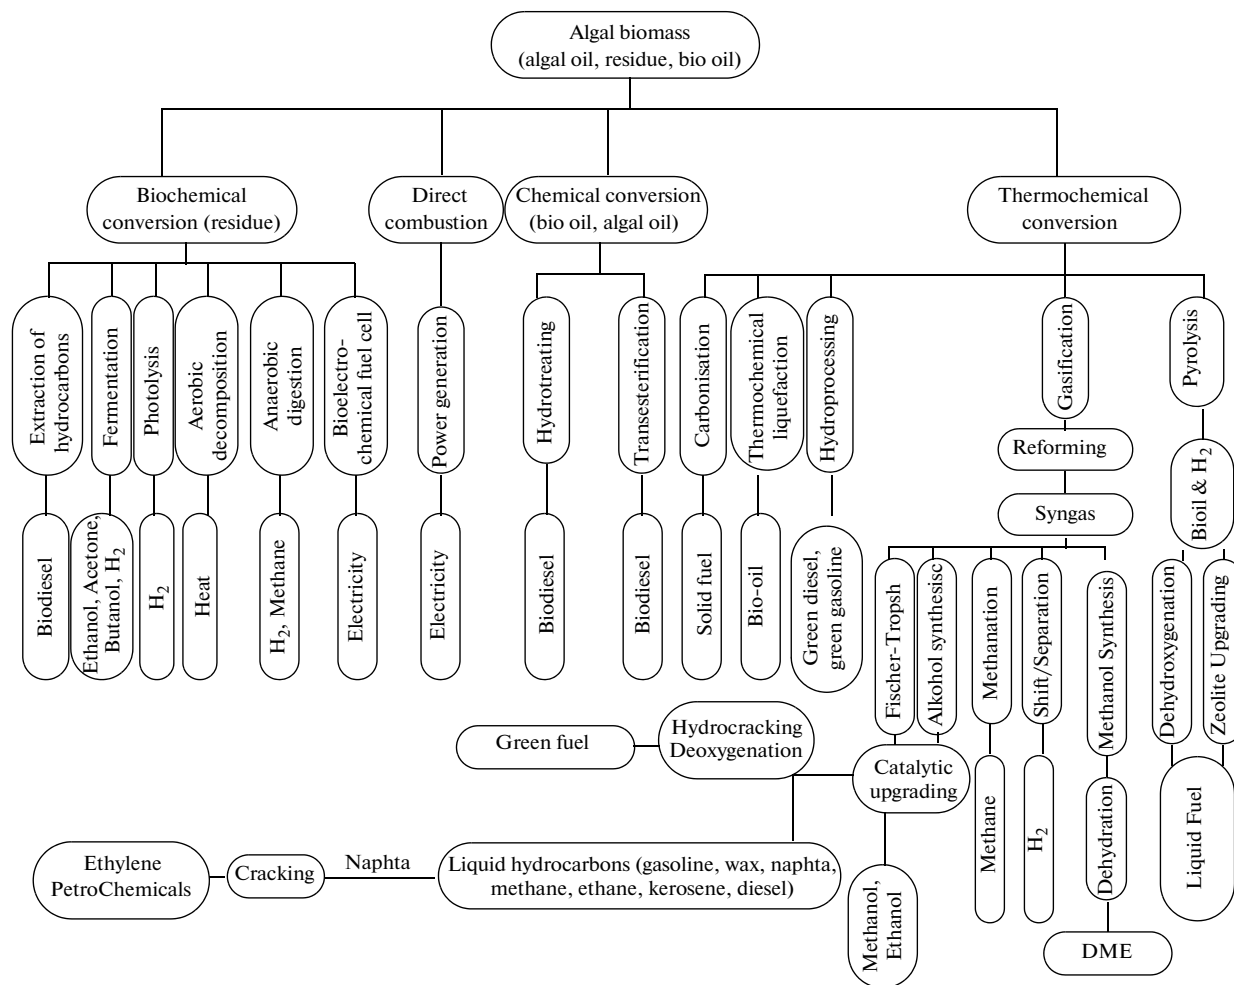 Algal biomass
(algal oil, residue, bio oil)
Biochemical
conversion (residue)
Direct
combustion
Chemical conversion
(bio oil, algal oil)
Thermochemical
conversion
Extraction of
hydrocarbons
Fermentation
Photolysis
Aerobic
decomposition
Anaerobic
digestion
Bioelectro-
chemical fuel cell
Power generation
Hydrotreating
Transesterification
Carbonisation
Thermochemical
liquefaction
Hydroprocessing
Gasification
Pyrolysis
Reforming
Syngas
Bioil & H2
Biodiesel
Ethanol, Acetone,
Butanol, H2
H2
Heat
H2, Methane
Electricity
Electricity
Biodiesel
Biodiesel
Solid fuel
Bio-oil
Green diesel,
green gasoline
Fischer-Tropsh
Alkohol synthesisc
Methanation
Shift/Separation
Methanol Synthesis
Dehydroxygenation
Zeolite Upgrading
Green fuel
Hydrocracking
Deoxygenation
Catalytic
upgrading
Methane
H2
Dehydration
Liquid Fuel
Ethylene
PetroChemicals
Cracking
Naphta
Liquid hydrocarbons (gasoline, wax, naphta,
methane, ethane, kerosene, diesel)
Methanol,
Ethanol
DME